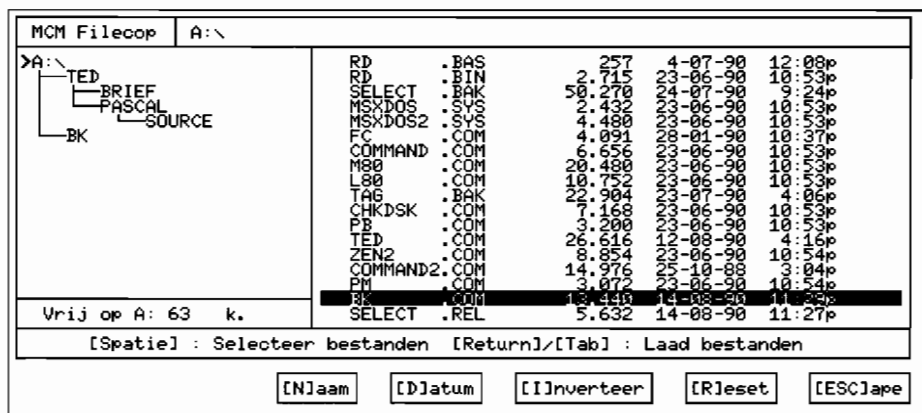 MCM Filecop A:\
>A:\
TED
BRIEF
PASCAL
SOURCE
BK
Vrij op A: 63 k.
RD .BAS 257 4-07-90 12:08p
RD .BIN 2.715 23-06-90 10:53p
SELECT .BAK 50.270 24-07-90 9:24p
MSXDOS .SYS 2.432 23-06-90 10:53p
MSXDOS2 .SYS 4.480 23-06-90 10:53p
FC .COM 4.091 28-01-90 10:37p
COMMAND .COM 6.656 23-06-90 10:53p
M80 .COM 20.480 23-06-90 10:53p
L80 .COM 10.752 23-06-90 10:53p
TAG .BAK 22.904 23-07-90 4:06p
CHKDSK .COM 7.168 23-06-90 10:53p
PB .COM 3.200 23-06-90 10:53p
TED .COM 26.616 12-08-90 4:16p
ZEN2 .COM 8.854 23-06-90 10:54p
COMMAND2.COM 14.976 25-10-88 3:04p
PM .COM 3.072 23-06-90 10:54p
BK .COM 13.440 14-08-90 11:29p
SELECT .REL 5.632 14-08-90 11:27p
[Spatie] : Selecteer bestanden [Return]/[Tab] : Laad bestanden
[N]aam [D]atum [I]nverteer [R]eset [ESC]ape